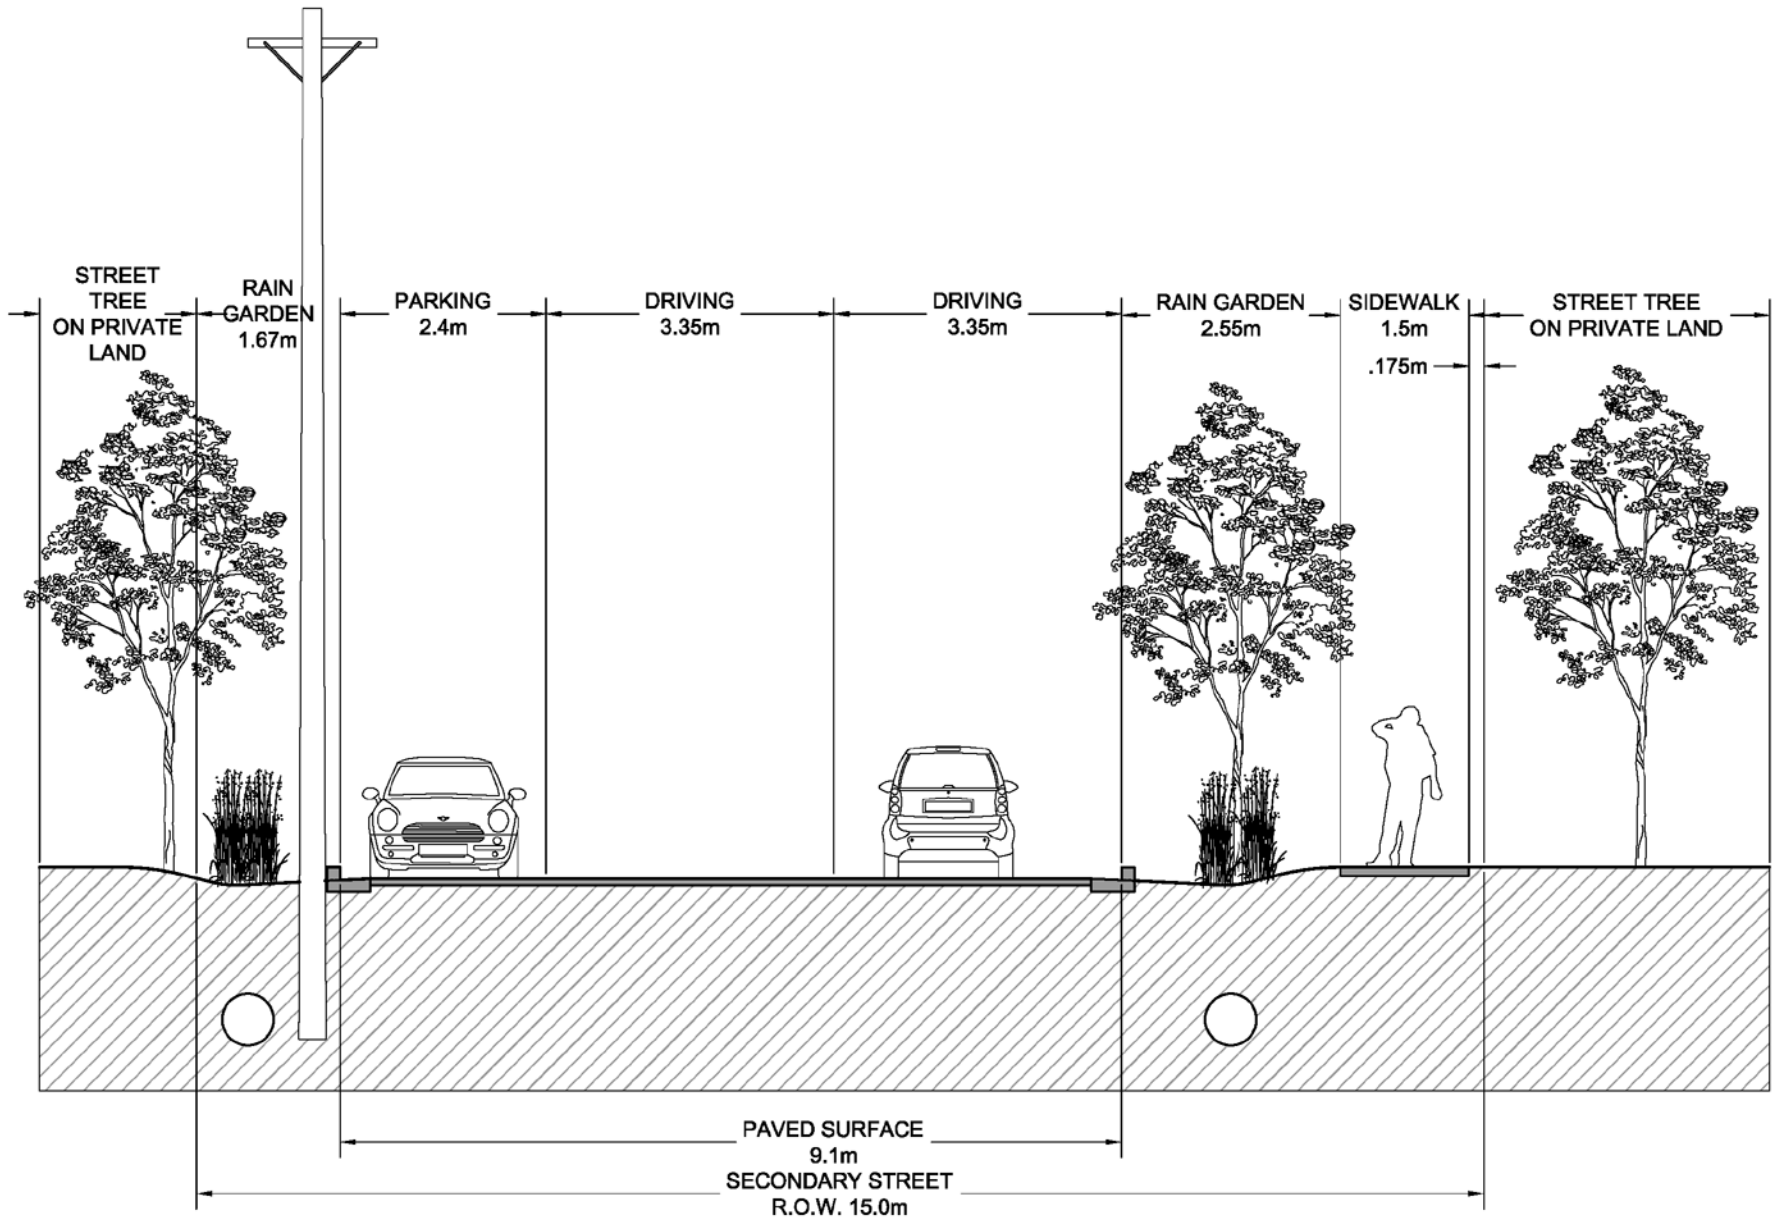 STREET
TREE
ON PRIVATE
LAND
RAIN
GARDEN
1.67m
PARKING
2.4m
DRIVING
3.35m
DRIVING
3.35m
RAIN GARDEN
2.55m
SIDEWALK
1.5m
.175m
STREET TREE
ON PRIVATE LAND
PAVED SURFACE
9.1m
SECONDARY STREET
R.O.W. 15.0m